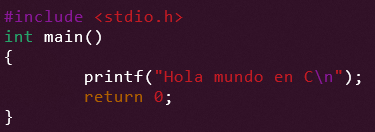 #include <stdio.h>
int main()
{
        printf("Hola mundo en C\n");
        return 0;
}